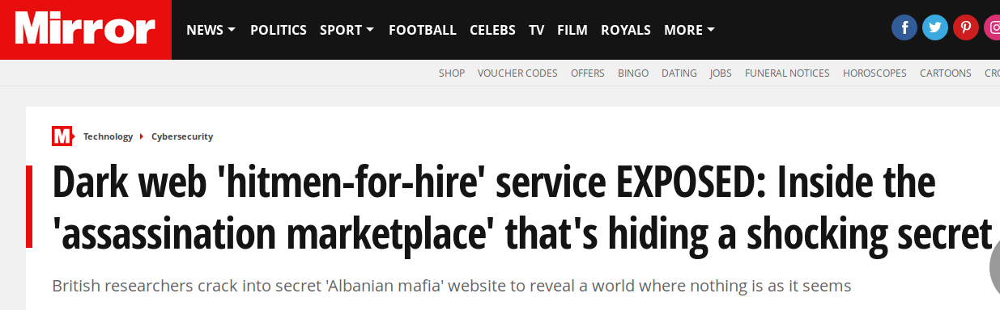 Mirror NEWS POLITICS SPORT FOOTBALL CELEBS TV FILM ROYALS MORE
SHOP VOUCHER CODES OFFERS BINGO DATING JOBS FUNERAL NOTICES HOROSCOPES CARTOONS
M Technology Cybersecurity
Dark web 'hitmen-for-hire' service EXPOSED: Inside the
'assassination marketplace' that's hiding a shocking secret
British researchers crack into secret 'Albanian mafia' website to reveal a world where nothing is as it seems